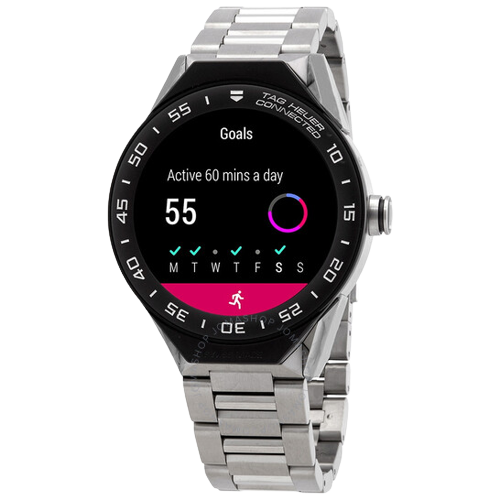 TAG HEUER
CONNECTED
55
50
45
40
35
30
25
20
15
10
Goals
Active 60 mins a day
55
M T W T F S S
JOMASHOP